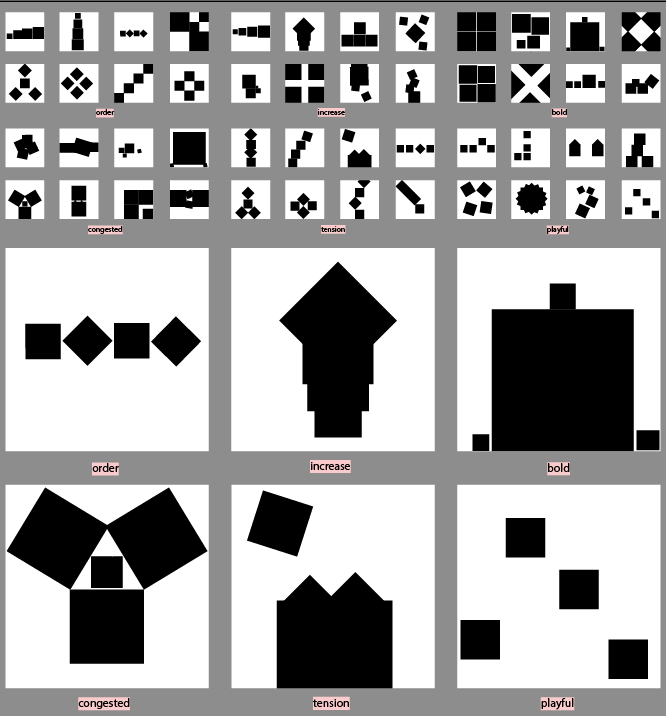 order increase bold
congested tension playful
order increase bold
congested tension playful